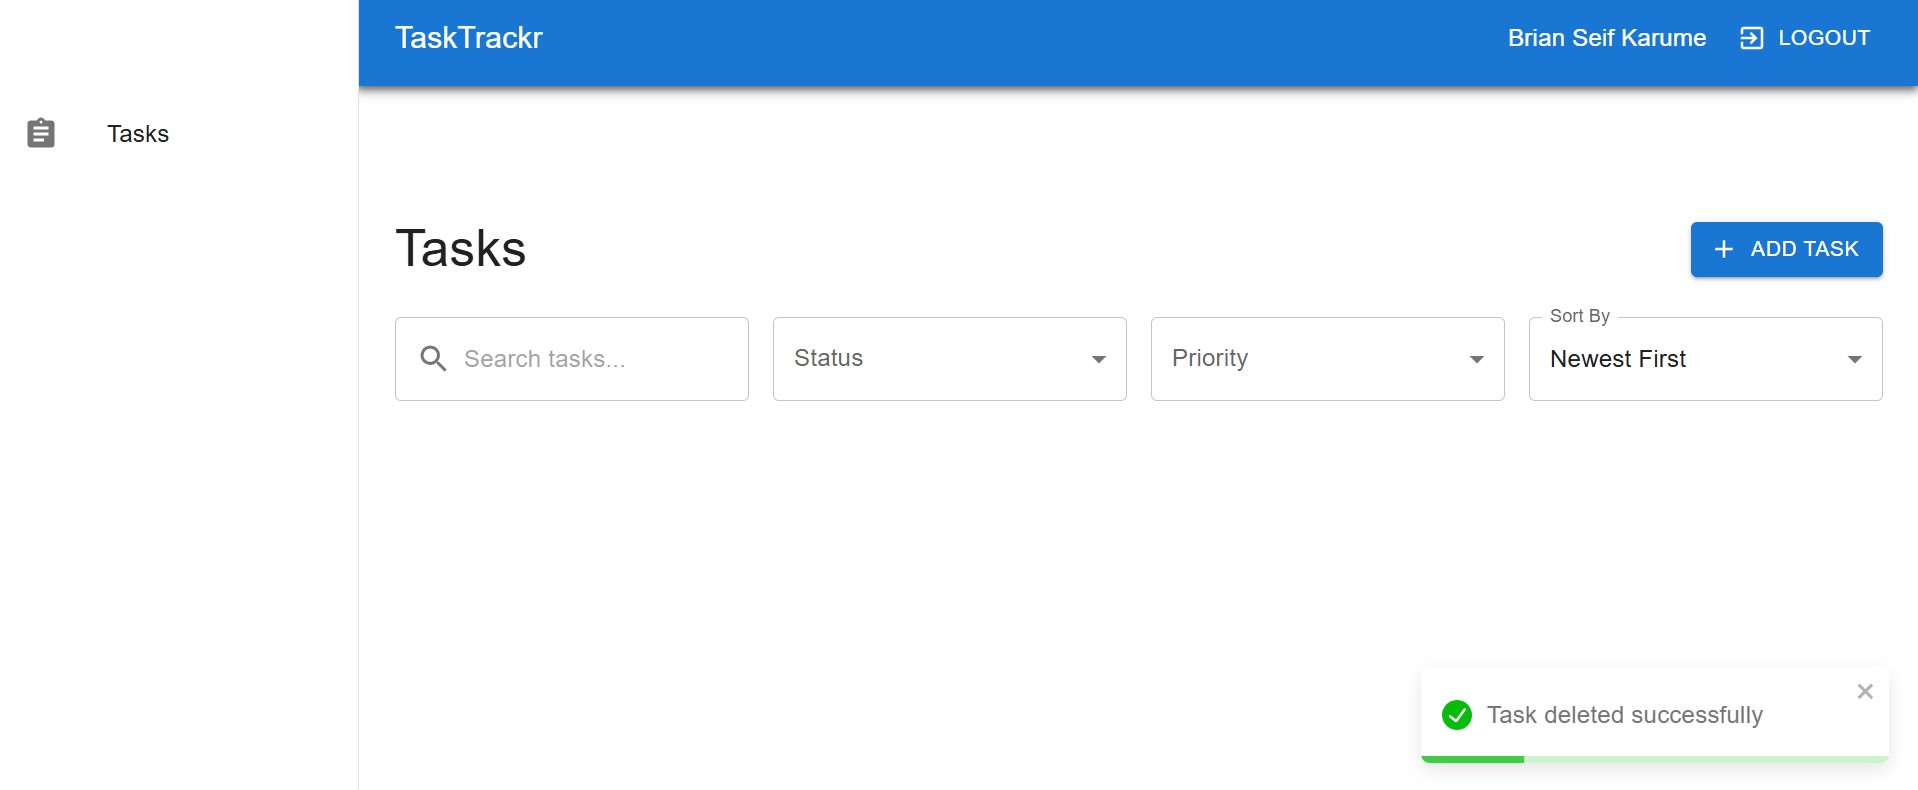 TaskTrackr
Brian Seif Karume
LOGOUT
Tasks
Tasks
ADD TASK
Search tasks...
Status
Priority
Sort By
Newest First
Task deleted successfully